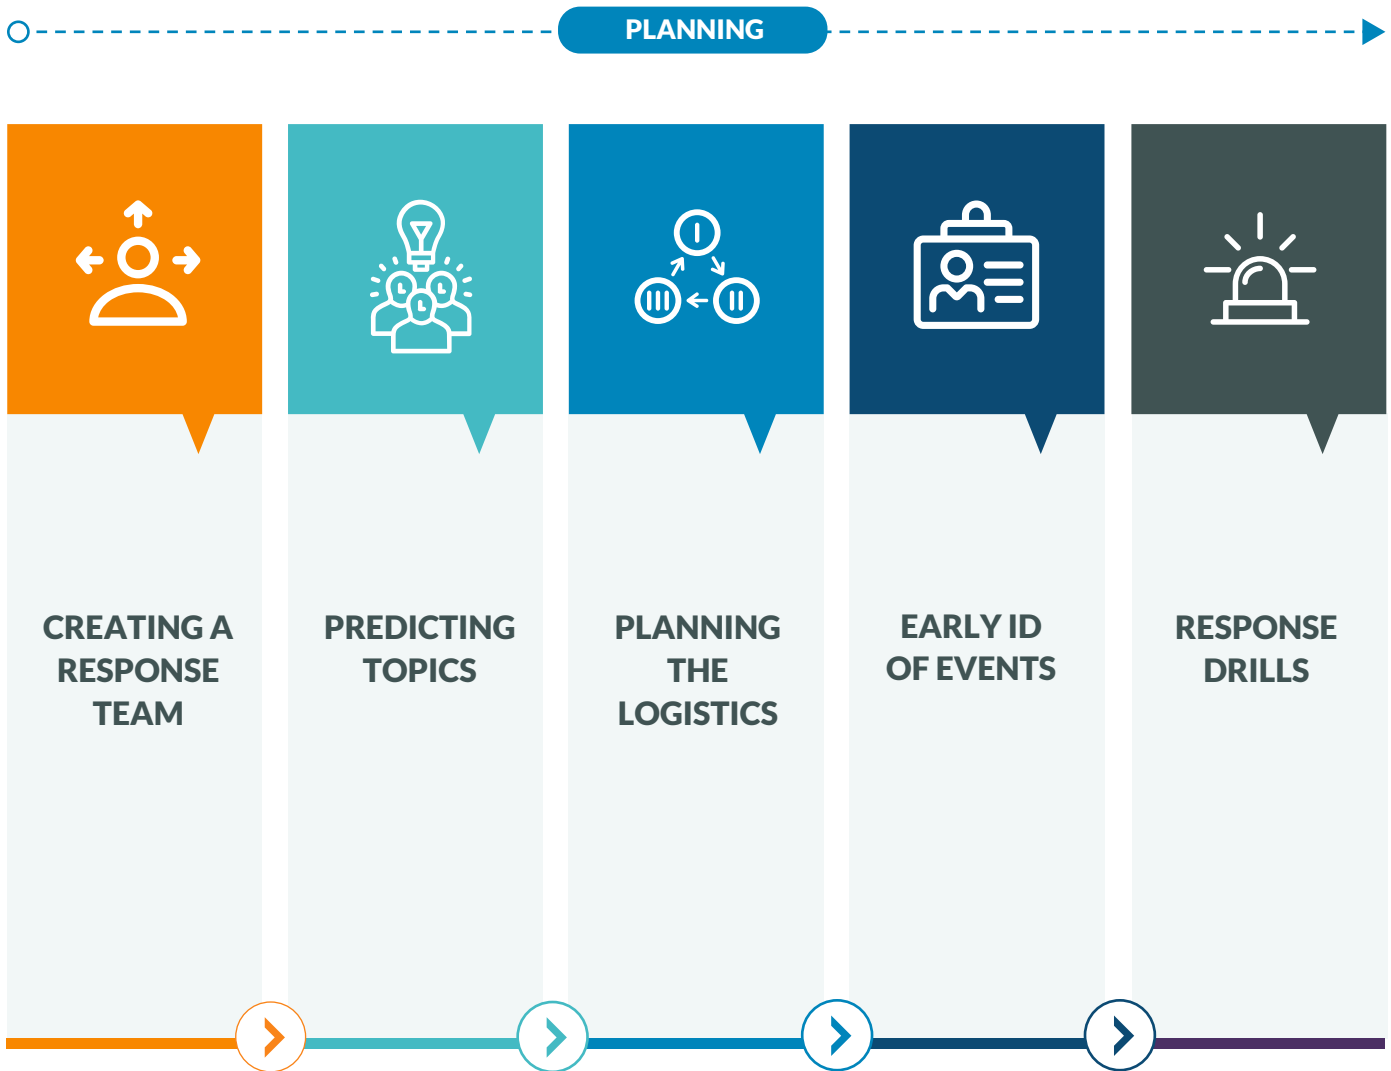 PLANNING
CREATING A
RESPONSE
TEAM
PREDICTING
TOPICS
PLANNING
THE
LOGISTICS
EARLY ID
OF EVENTS
RESPONSE
DRILLS